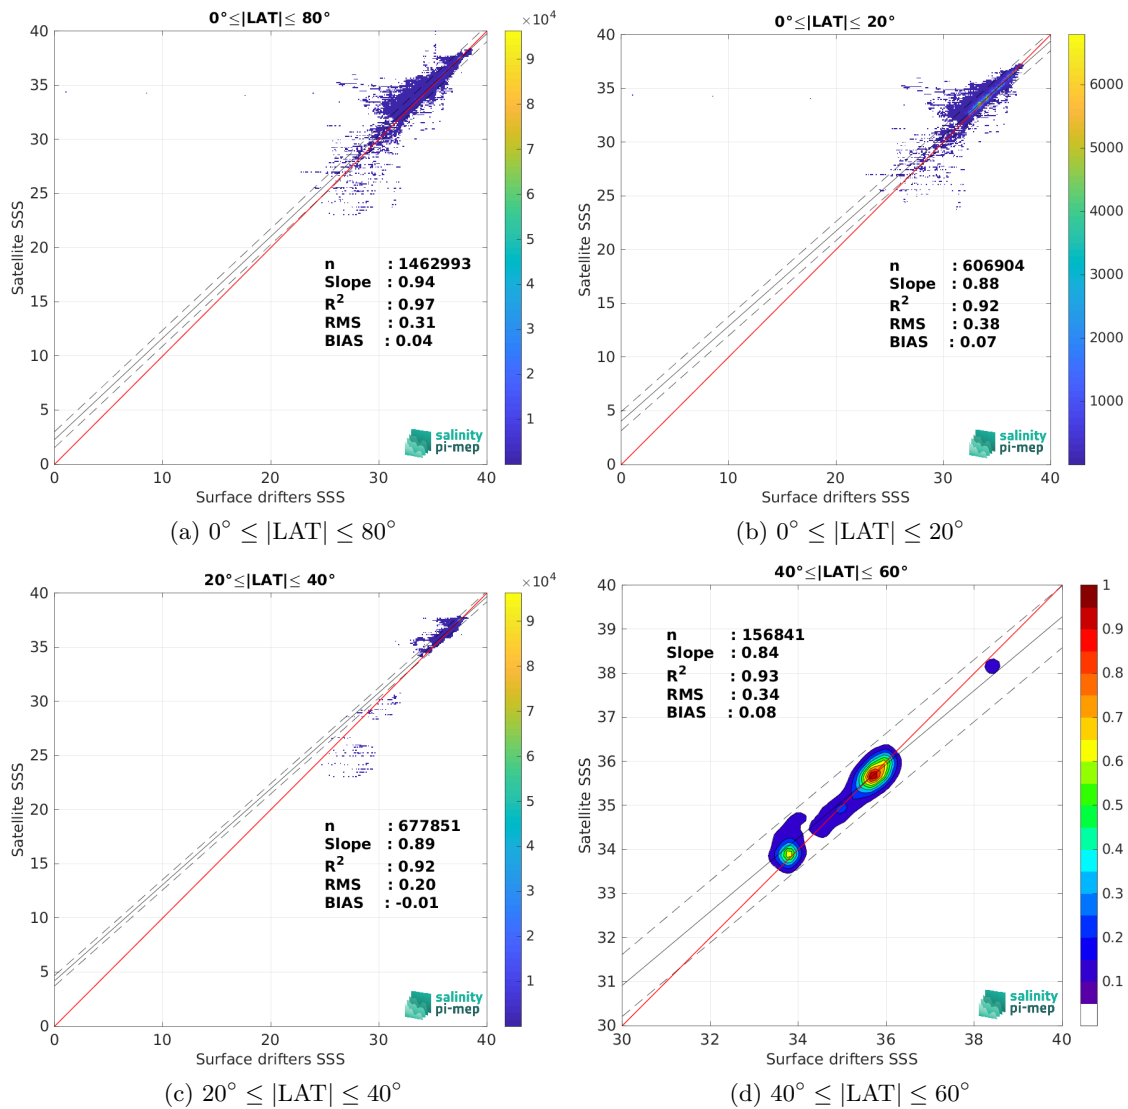 0°≤|LAT|≤ 80°
×10⁴
40
35
30
25
20
15
10
5
0
0
10
20
30
40
Satellite SSS
Surface drifters SSS
n : 1462993
Slope : 0.94
R² : 0.97
RMS : 0.31
BIAS : 0.04
salinity
pi-mep
9
8
7
6
5
4
3
2
1
(a) 0° ≤ |LAT| ≤ 80°
0°≤|LAT|≤ 20°
40
35
30
25
20
15
10
5
0
0
10
20
30
40
Satellite SSS
Surface drifters SSS
n : 606904
Slope : 0.88
R² : 0.92
RMS : 0.38
BIAS : 0.07
salinity
pi-mep
6000
5000
4000
3000
2000
1000
(b) 0° ≤ |LAT| ≤ 20°
20°≤|LAT|≤ 40°
×10⁴
40
35
30
25
20
15
10
5
0
0
10
20
30
40
Satellite SSS
Surface drifters SSS
n : 677851
Slope : 0.89
R² : 0.92
RMS : 0.20
BIAS : -0.01
salinity
pi-mep
9
8
7
6
5
4
3
2
1
(c) 20° ≤ |LAT| ≤ 40°
40°≤|LAT|≤ 60°
40
39
38
37
36
35
34
33
32
31
30
30
32
34
36
38
40
Satellite SSS
Surface drifters SSS
n : 156841
Slope : 0.84
R² : 0.93
RMS : 0.34
BIAS : 0.08
salinity
pi-mep
1
0.9
0.8
0.7
0.6
0.5
0.4
0.3
0.2
0.1
(d) 40° ≤ |LAT| ≤ 60°